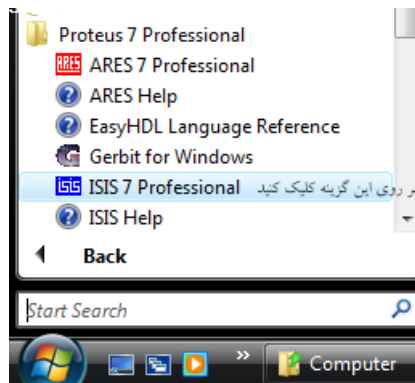 Proteus 7 Professional
ARES ARES 7 Professional
ARES Help
EasyHDL Language Reference
Gerbit for Windows
isis ISIS 7 Professional ر روی این گزینه کلیک کنید
ISIS Help
Back
Start Search
» Computer